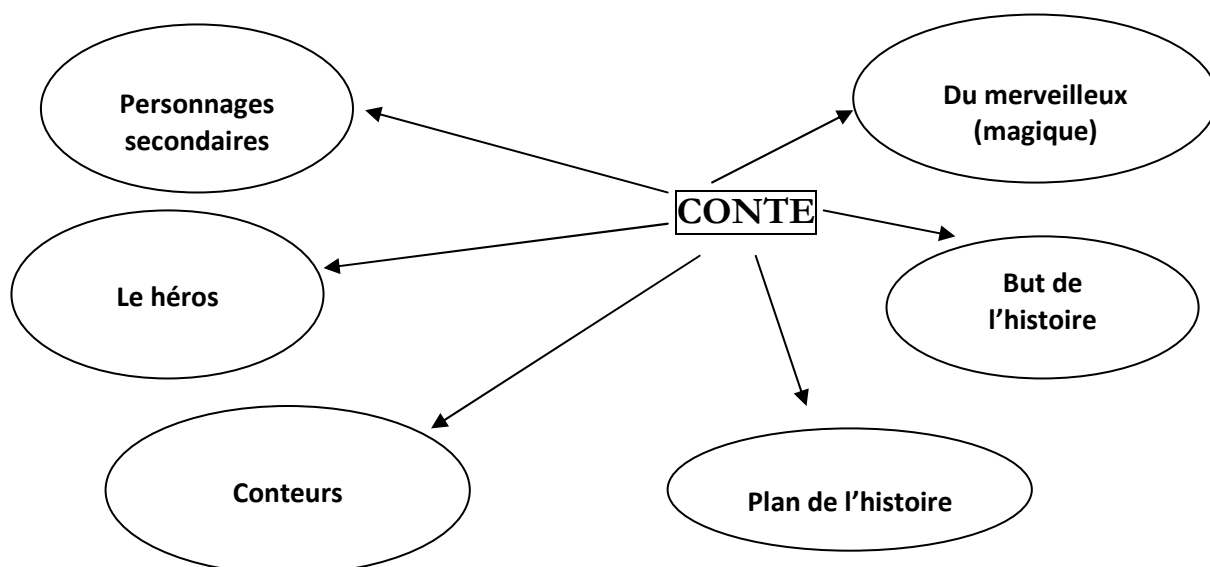 Personnages
secondaires
Du merveilleux
(magique)
CONTE
Le héros
But de
l’histoire
Conteurs
Plan de l’histoire